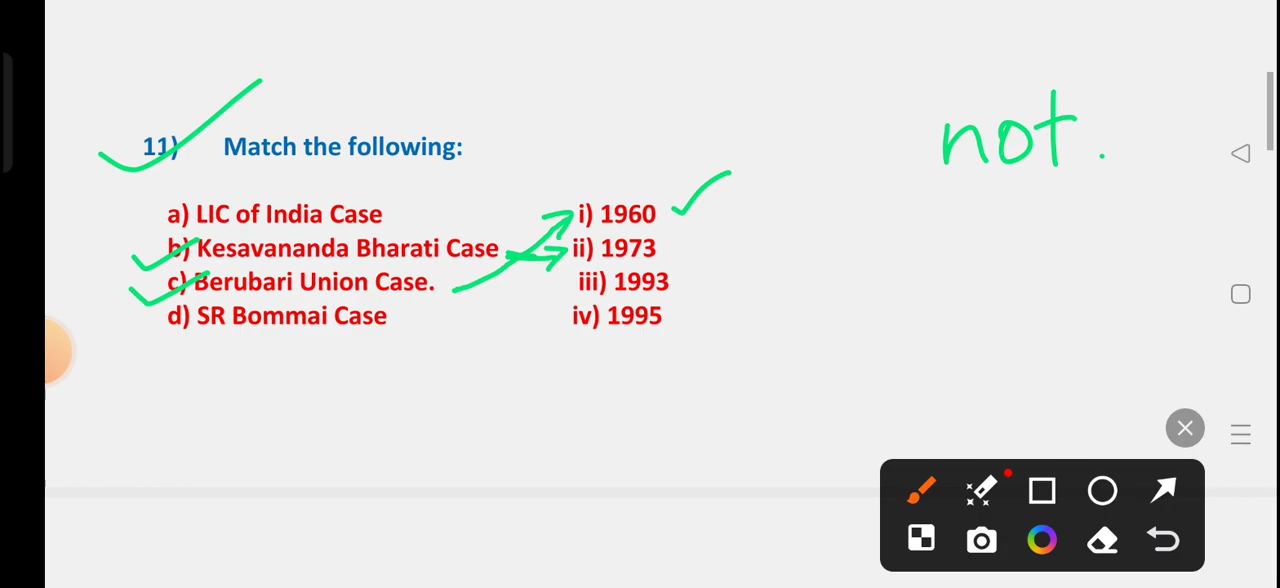 not.
11) Match the following:
a) LIC of India Case i) 1960
b) Kesavananda Bharati Case ii) 1973
c) Berubari Union Case. iii) 1993
d) SR Bommai Case iv) 1995